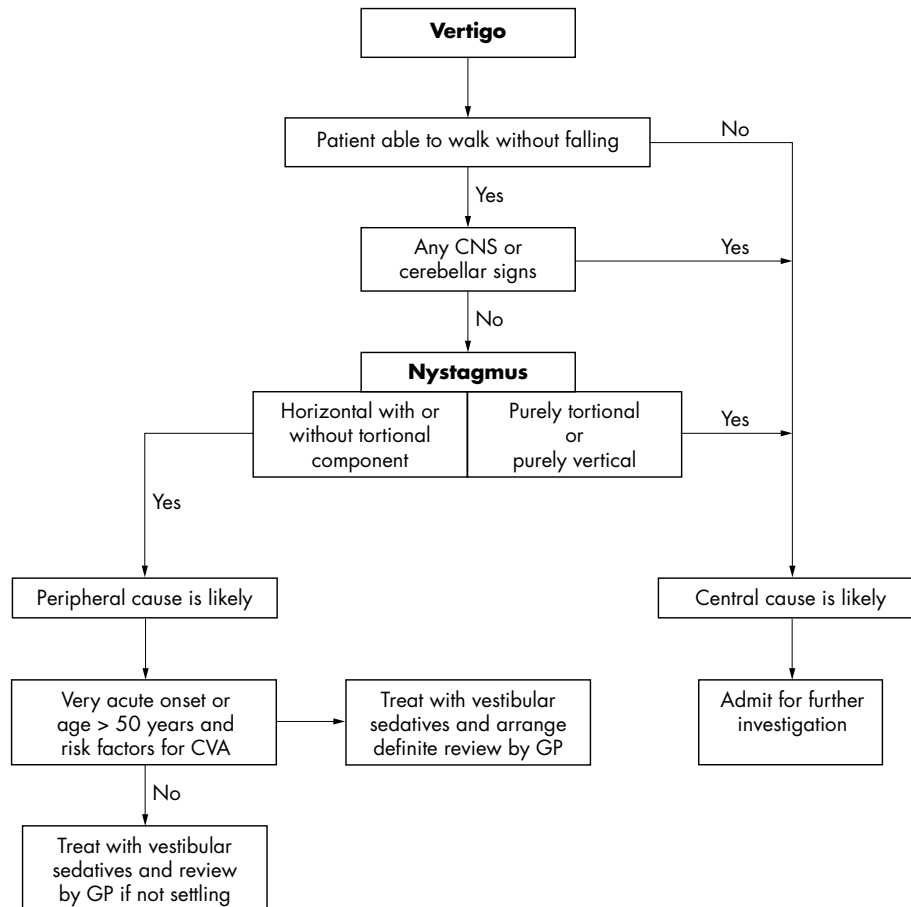 Vertigo
Patient able to walk without falling
No
Yes
Any CNS or
cerebellar signs
Yes
No
Nystagmus
Horizontal with or
without tortional
component
Purely tortional
or
purely vertical
Yes
Yes
Peripheral cause is likely
Central cause is likely
Very acute onset or
age > 50 years and
risk factors for CVA
Treat with vestibular
sedatives and arrange
definite review by GP
Admit for further
investigation
No
Treat with vestibular
sedatives and review
by GP if not settling